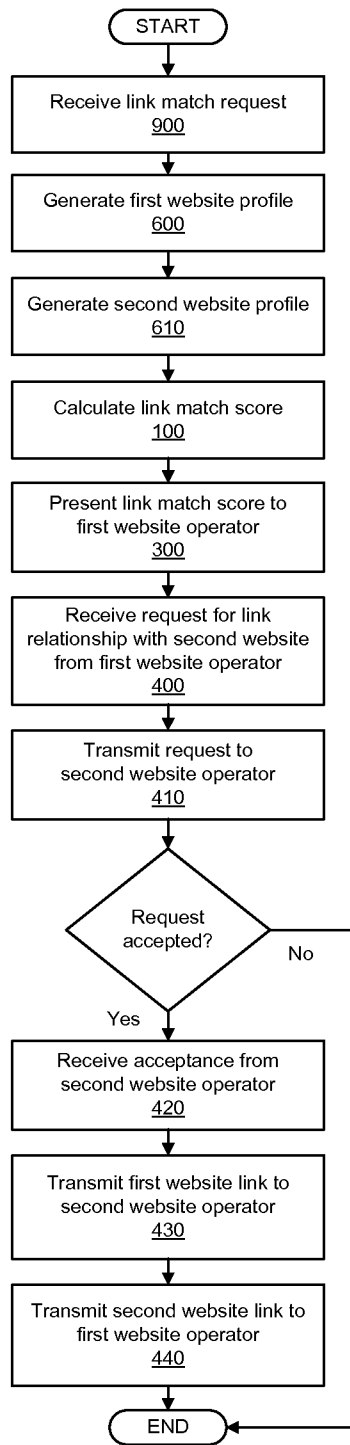 START
Receive link match request
900
Generate first website profile
600
Generate second website profile
610
Calculate link match score
100
Present link match score to
first website operator
300
Receive request for link
relationship with second website
from first website operator
400
Transmit request to
second website operator
410
Request
accepted?
No
Yes
Receive acceptance from
second website operator
420
Transmit first website link to
second website operator
430
Transmit second website link to
first website operator
440
END